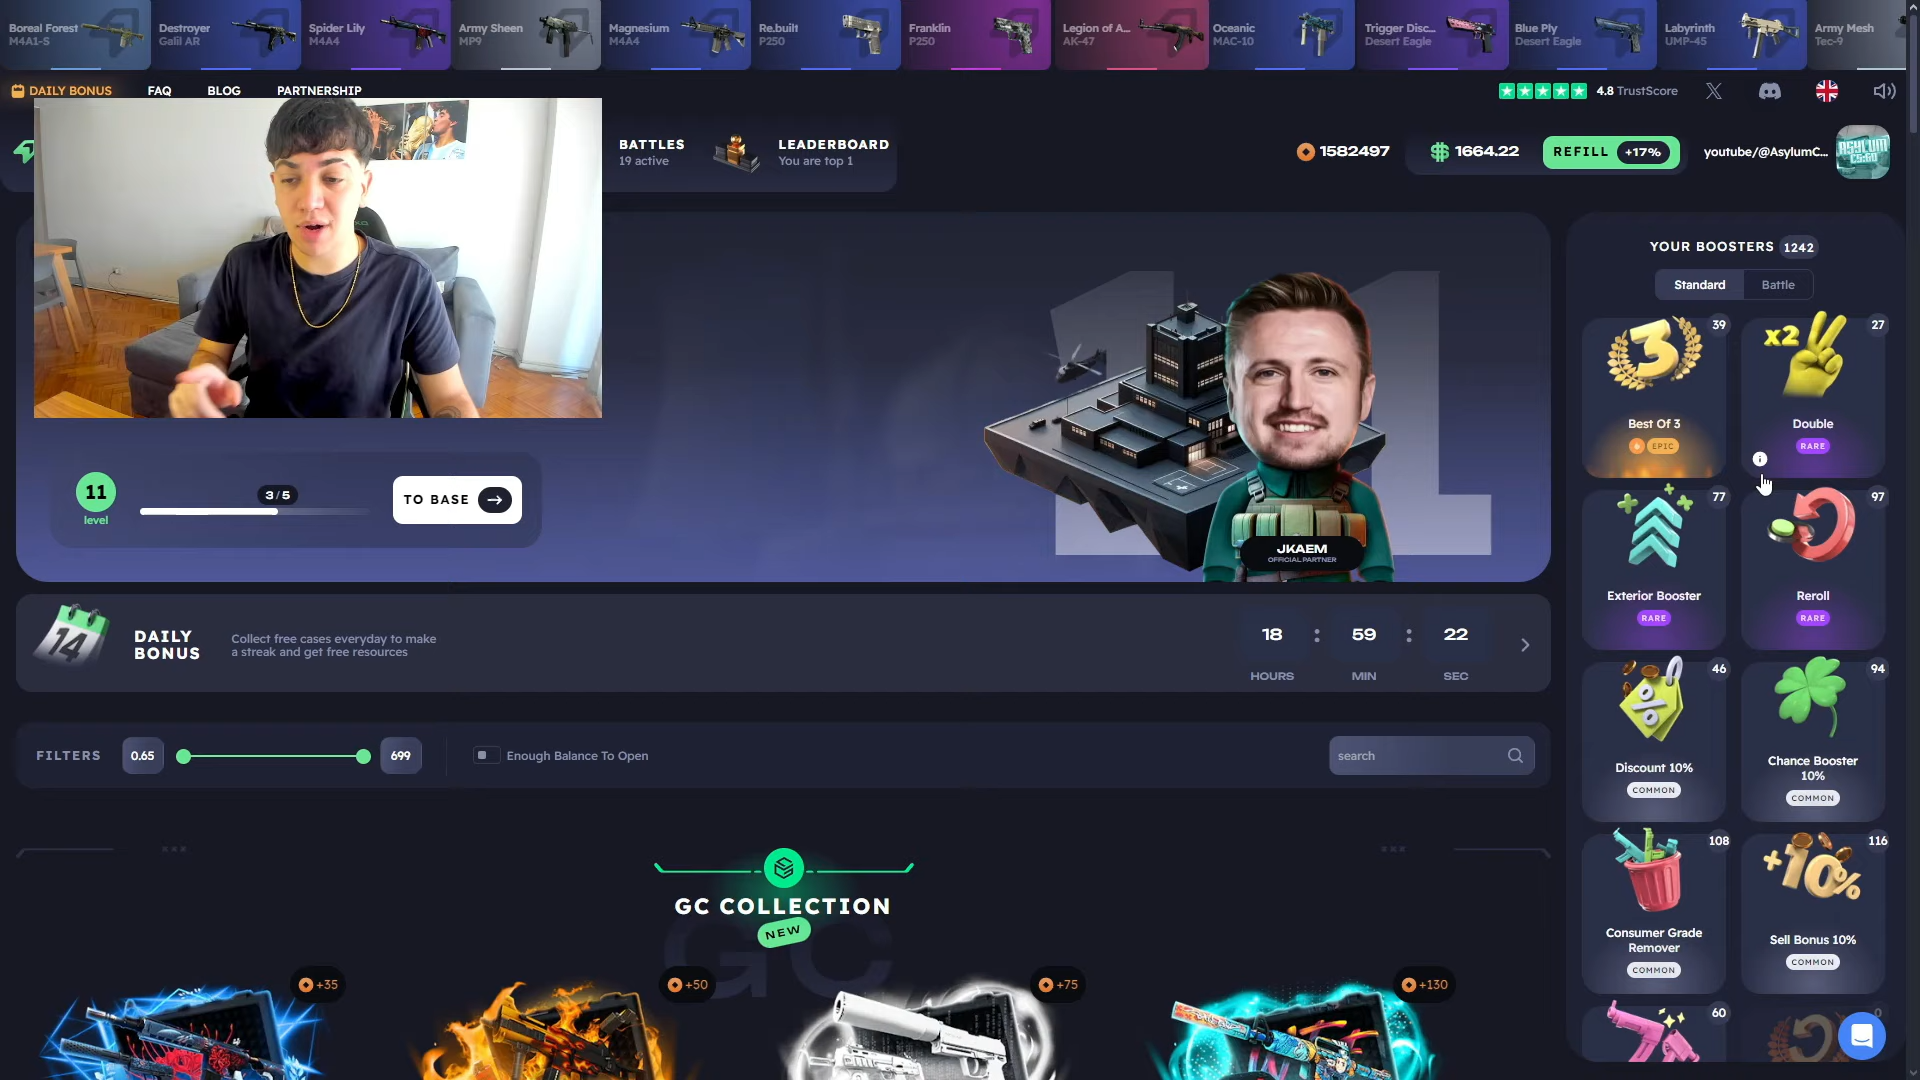 Boreal Forest
M4A1-S
Destroyer
Galil AR
Spider Lily
M4A4
Army Sheen
MP9
Magnesium
M4A4
Re.built
P250
Franklin
P250
Legion of A...
AK-47
Oceanic
MAC-10
Trigger Disc...
Desert Eagle
Blue Ply
Desert Eagle
Labyrinth
UMP-45
Army Mesh
Tec-9
DAILY BONUS
FAQ
BLOG
PARTNERSHIP
4.8 TrustScore
BATTLES
19 active
LEADERBOARD
You are top 1
1582497
1664.22
REFILL +17%
youtube/@AsylumC...
ASYLUM
CS:GO
11
level
3/5
TO BASE
JKAEM
OFFICIAL PARTNER
YOUR BOOSTERS 1242
Standard
Battle
39
3
Best Of 3
EPIC
27
x2
Double
RARE
77
Exterior Booster
RARE
97
Reroll
RARE
46
%
Discount 10%
COMMON
94
Chance Booster
10%
COMMON
108
Consumer Grade
Remover
COMMON
116
+10%
Sell Bonus 10%
COMMON
60
0
14
DAILY
BONUS
Collect free cases everyday to make
a streak and get free resources
18 : 59 : 22
HOURS MIN SEC
FILTERS
0.65
699
Enough Balance To Open
search
GC COLLECTION
NEW
GC
+35
+50
+75
+130